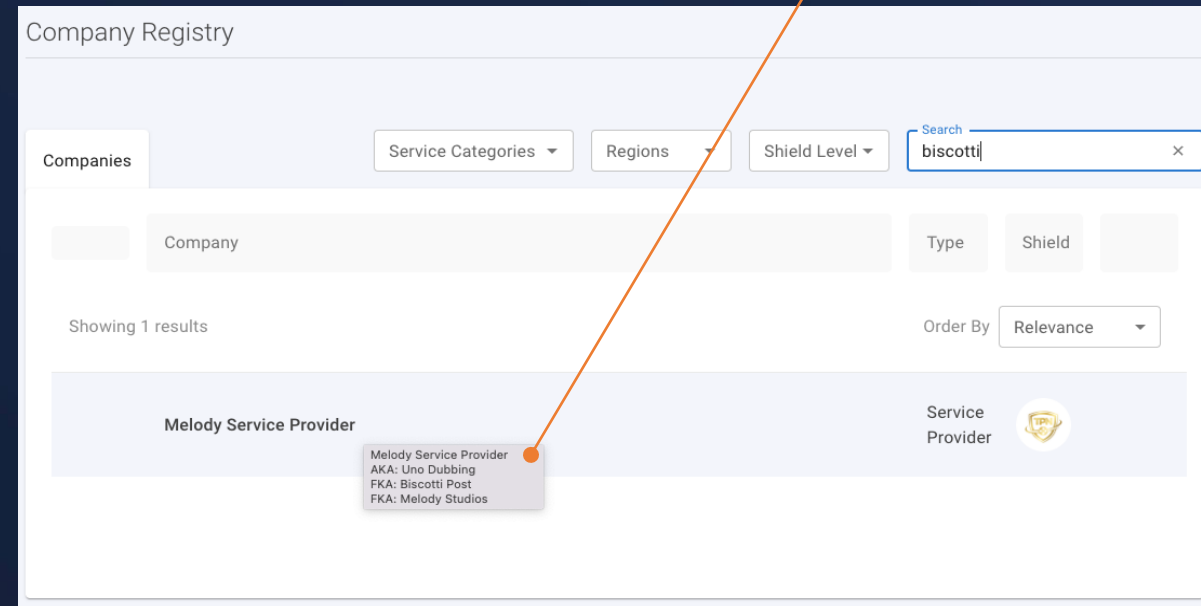 Company Registry
Companies
Service Categories
Regions
Shield Level
Search
biscotti
Company
Type
Shield
Showing 1 results
Order By
Relevance
Melody Service Provider
Service
Provider
TPN
Melody Service Provider
AKA: Uno Dubbing
FKA: Biscotti Post
FKA: Melody Studios